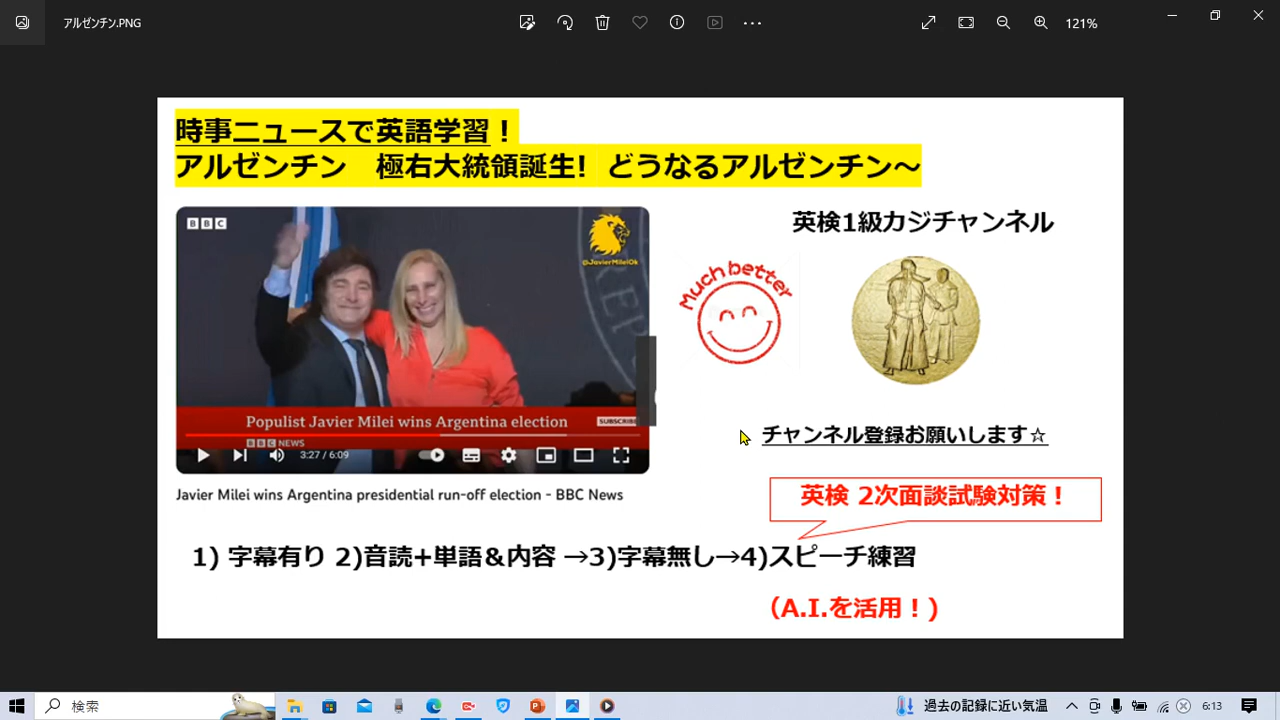 アルゼンチン.PNG
121%
時事ニュースで英語学習！
アルゼンチン　極右大統領誕生! どうなるアルゼンチン～
BBC
@JavierMileiOk
英検1級カジチャンネル
Much better
Populist Javier Milei wins Argentina election
SUBSCRIBE
BBC NEWS
3:27 / 6:09
チャンネル登録お願いします☆
Javier Milei wins Argentina presidential run-off election - BBC News
英検 2次面談試験対策！
1) 字幕有り 2)音読+単語＆内容 →3)字幕無し→4)スピーチ練習
（A.I.を活用！)
検索
過去の記録に近い気温
6:13